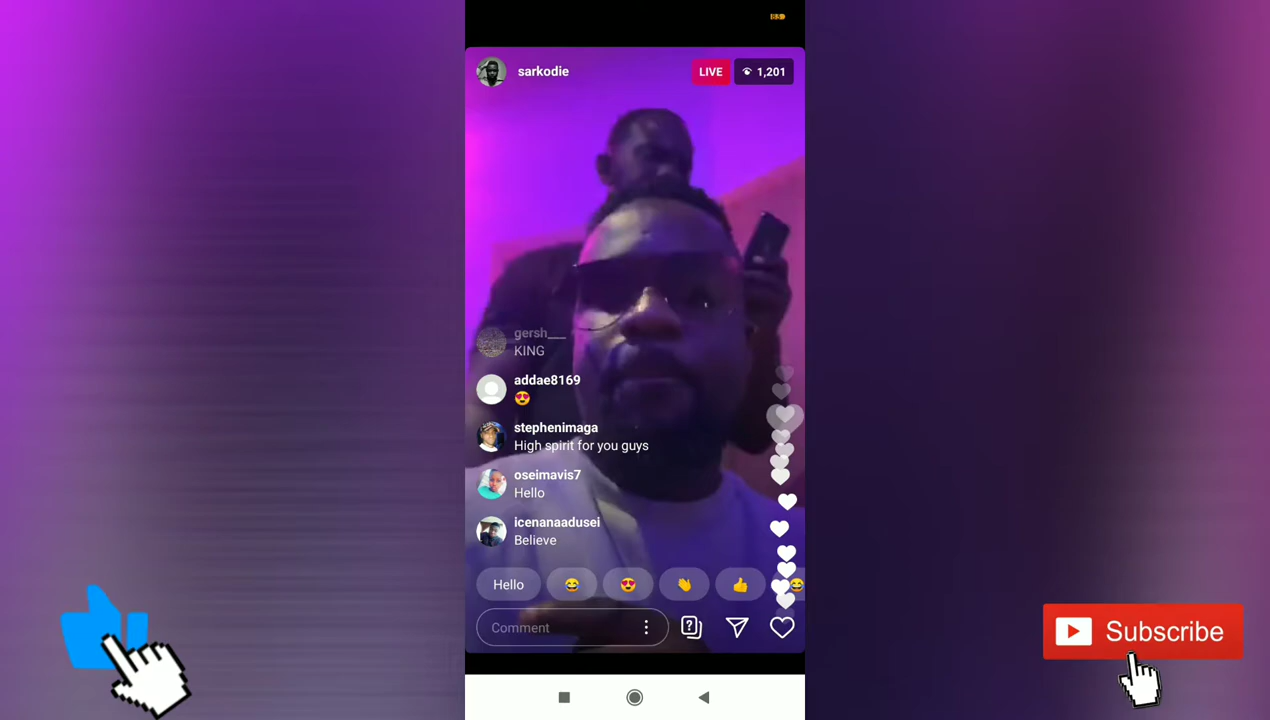 sarkodie
LIVE
1,201
gersh___
KING
addae8169
😍
stephenimaga
High spirit for you guys
oseimavis7
Hello
icenanaadusei
Believe
Hello 😂 😍 👏 👍 😂
Comment
Subscribe